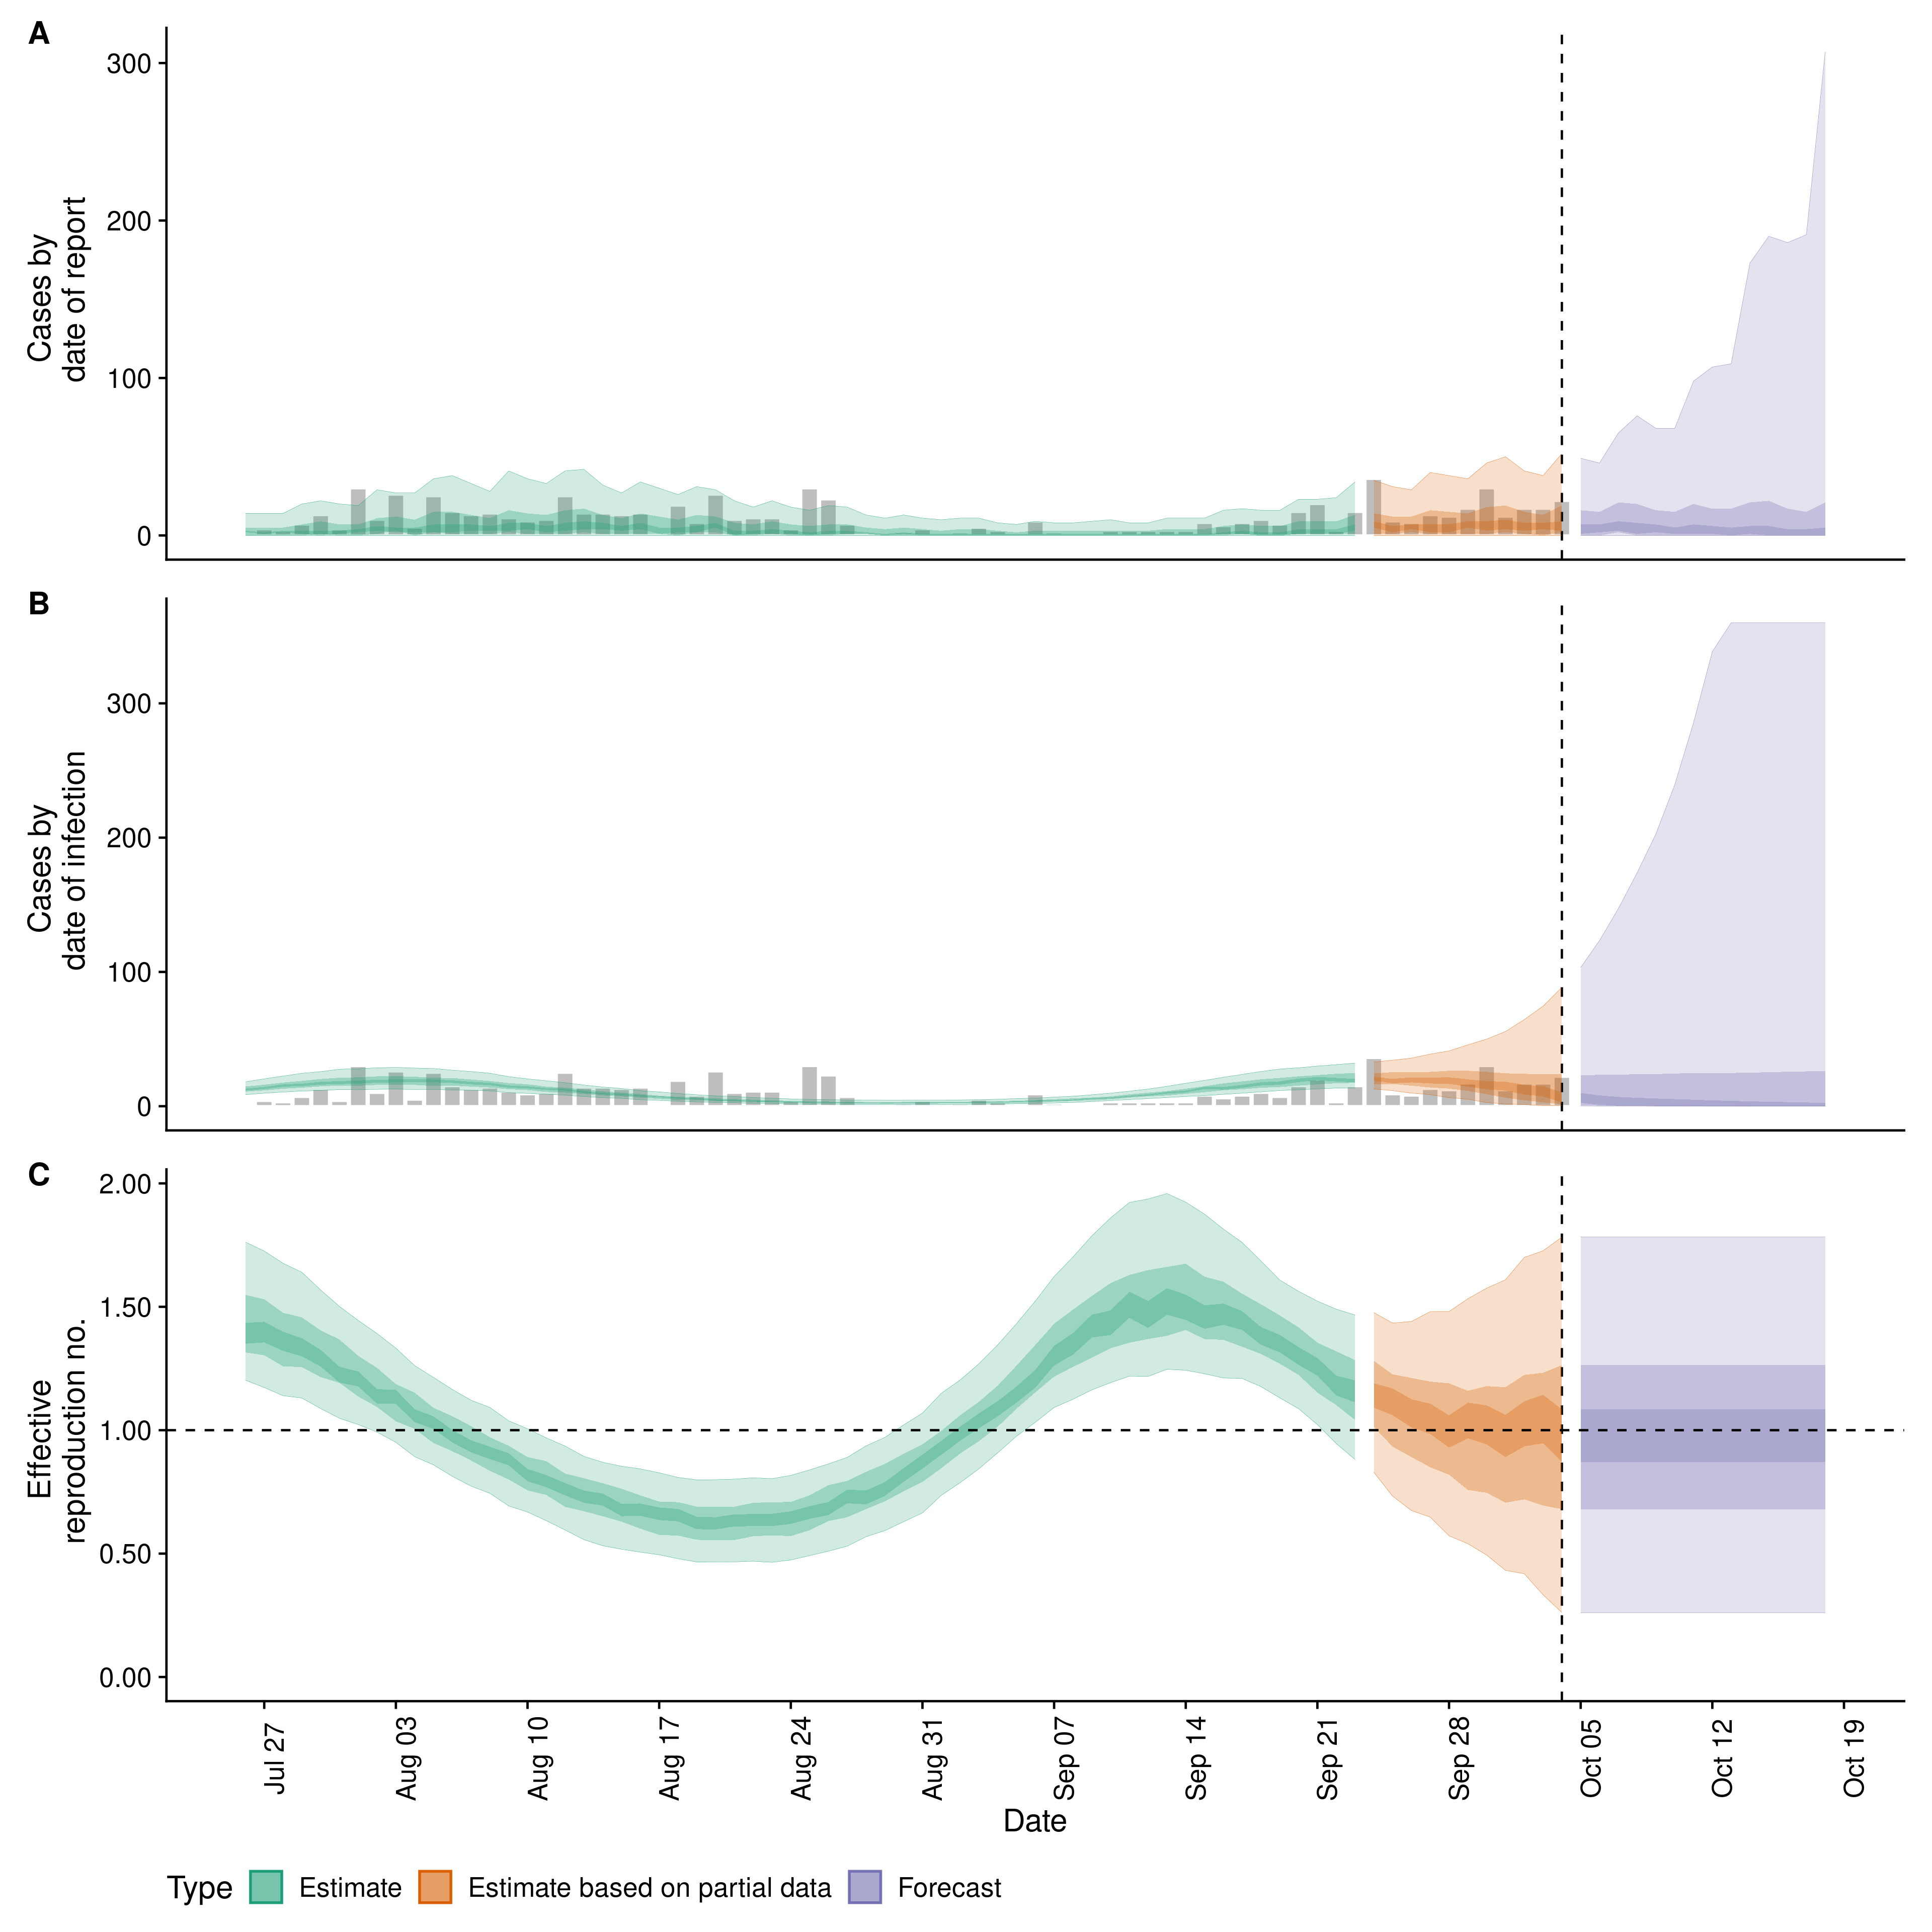 A
300
200
100
0
Cases by
date of report
B
300
200
100
0
Cases by
date of infection
C
2.00
1.50
1.00
0.50
0.00
Effective
reproduction no.
Jul 27
Aug 03
Aug 10
Aug 17
Aug 24
Aug 31
Sep 07
Sep 14
Sep 21
Sep 28
Oct 05
Oct 12
Oct 19
Date
Type Estimate Estimate based on partial data Forecast